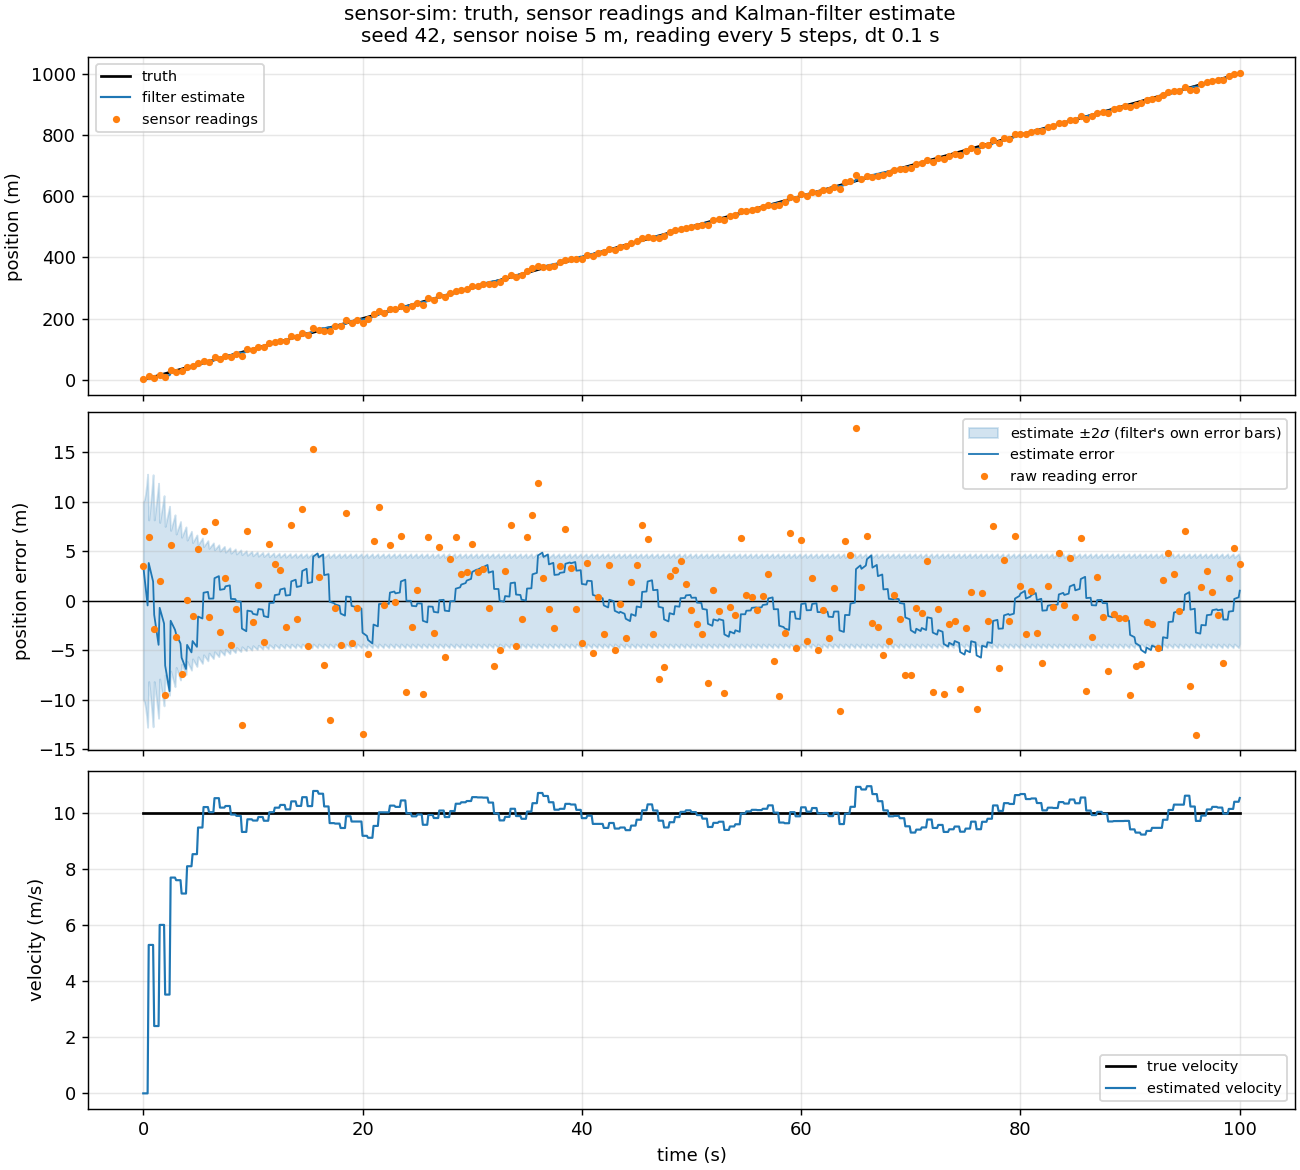 sensor-sim: truth, sensor readings and Kalman-filter estimate
seed 42, sensor noise 5 m, reading every 5 steps, dt 0.1 s
truth
filter estimate
sensor readings
position (m)
1000
800
600
400
200
0
estimate ±2σ (filter's own error bars)
estimate error
raw reading error
position error (m)
15
10
5
0
−5
−10
−15
velocity (m/s)
10
8
6
4
2
0
true velocity
estimated velocity
0
20
40
60
80
100
time (s)